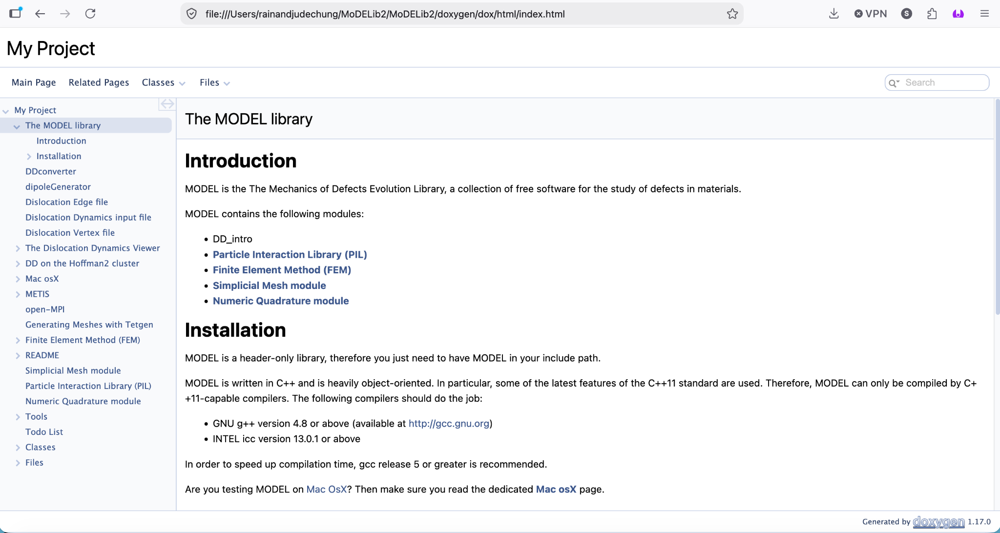 file:///Users/rainandjudechung/MoDELib2/MoDELib2/doxygen/dox/html/index.html
VPN
S
My Project
Main Page
Related Pages
Classes
Files
Search
My Project
The MODEL library
Introduction
Installation
DDconverter
dipoleGenerator
Dislocation Edge file
Dislocation Dynamics input file
Dislocation Vertex file
The Dislocation Dynamics Viewer
DD on the Hoffman2 cluster
Mac osX
METIS
open-MPI
Generating Meshes with Tetgen
Finite Element Method (FEM)
README
Simplicial Mesh module
Particle Interaction Library (PIL)
Numeric Quadrature module
Tools
Todo List
Classes
Files
The MODEL library
Introduction
MODEL is the The Mechanics of Defects Evolution Library, a collection of free software for the study of defects in materials.
MODEL contains the following modules:
• DD_intro
• Particle Interaction Library (PIL)
• Finite Element Method (FEM)
• Simplicial Mesh module
• Numeric Quadrature module
Installation
MODEL is a header-only library, therefore you just need to have MODEL in your include path.
MODEL is written in C++ and is heavily object-oriented. In particular, some of the latest features of the C++11 standard are used. Therefore, MODEL can only be compiled by C+
+11-capable compilers. The following compilers should do the job:
• GNU g++ version 4.8 or above (available at http://gcc.gnu.org)
• INTEL icc version 13.0.1 or above
In order to speed up compilation time, gcc release 5 or greater is recommended.
Are you testing MODEL on Mac OsX? Then make sure you read the dedicated Mac osX page.
Generated by doxygen 1.17.0